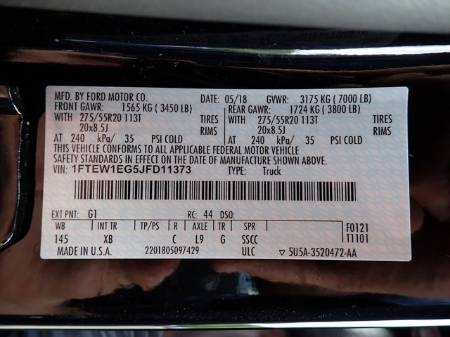 MFD. BY FORD MOTOR CO. DATE: 05/18 GVWR: 3175 KG ( 7000 LB)
FRONT GAWR: 1565 KG ( 3450 LB) REAR GAWR: 1724 KG ( 3800 LB)
WITH 275/55R20 113T TIRES WITH 275/55R20 113T TIRES
20x8.5J RIMS 20x8.5J RIMS
AT 240 kPa/ 35 PSI COLD AT 240 kPa/ 35 PSI COLD
THIS VEHICLE CONFORMS TO ALL APPLICABLE FEDERAL MOTOR VEHICLE
SAFETY STANDARDS IN EFFECT ON THE DATE OF MANUFACTURE SHOWN ABOVE.
VIN: 1FTEW1EG5JFD11373 TYPE: Truck
EXT PNT: G1 RC: 44 DSO:
WB INT TR TP/PS R AXLE TR SPR F0121
145 XB C L9 G SSCC T1101
MADE IN U.S.A. 2201805097429 ULC 5U5A-3520472-AA